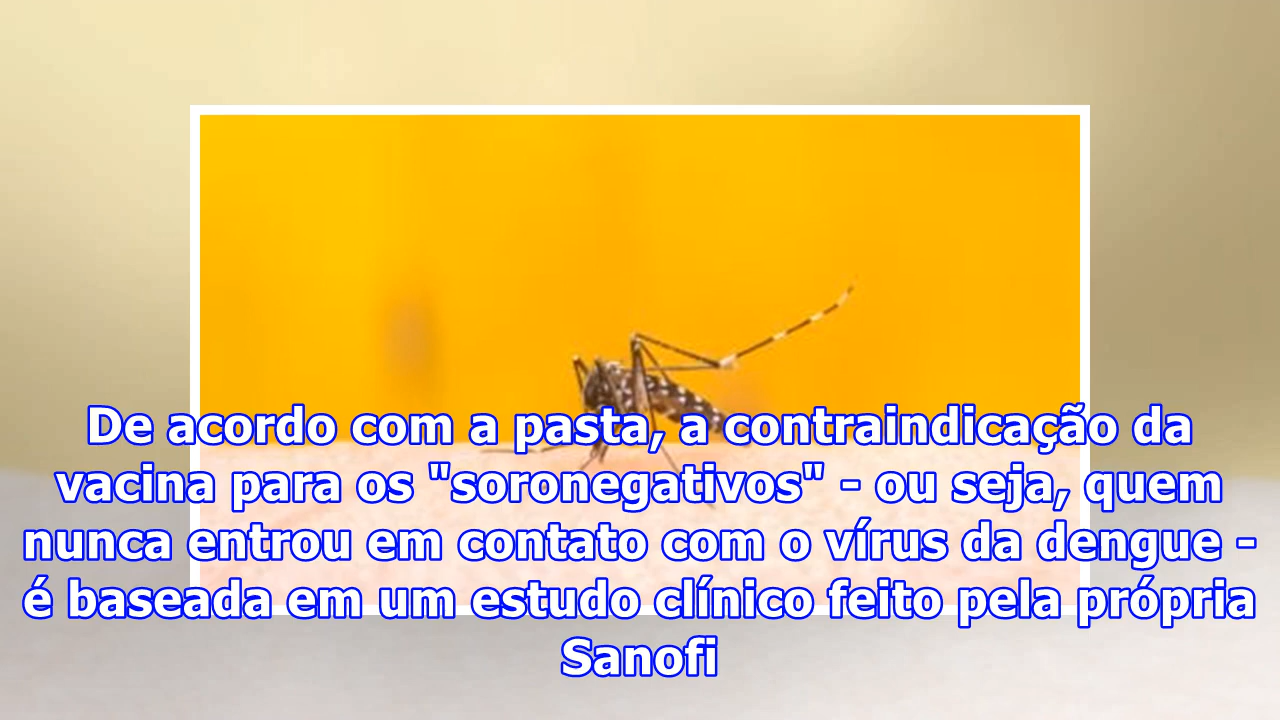 De acordo com a pasta, a contraindicação da
vacina para os "soronegativos" - ou seja, quem
nunca entrou em contato com o vírus da dengue -
é baseada em um estudo clínico feito pela própria
Sanofi